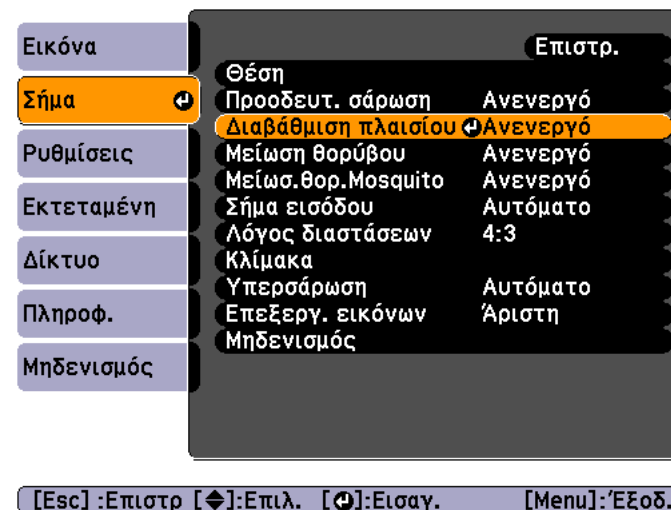 Εικόνα
Σήμα
Ρυθμίσεις
Εκτεταμένη
Δίκτυο
Πληροφ.
Μηδενισμός
Επιστρ.
Θέση
Προοδευτ. σάρωση Ανενεργό
Διαβάθμιση πλαισίου Ανενεργό
Μείωση θορύβου Ανενεργό
Μείωσ.θορ.Mosquito Ανενεργό
Σήμα εισόδου Αυτόματο
Λόγος διαστάσεων 4:3
Κλίμακα
Υπερσάρωση Αυτόματο
Επεξεργ. εικόνων Άριστη
Μηδενισμός
[Esc] :Επιστρ [◆]:Επιλ. [⏎]:Εισαγ. [Menu]:Έξοδ.